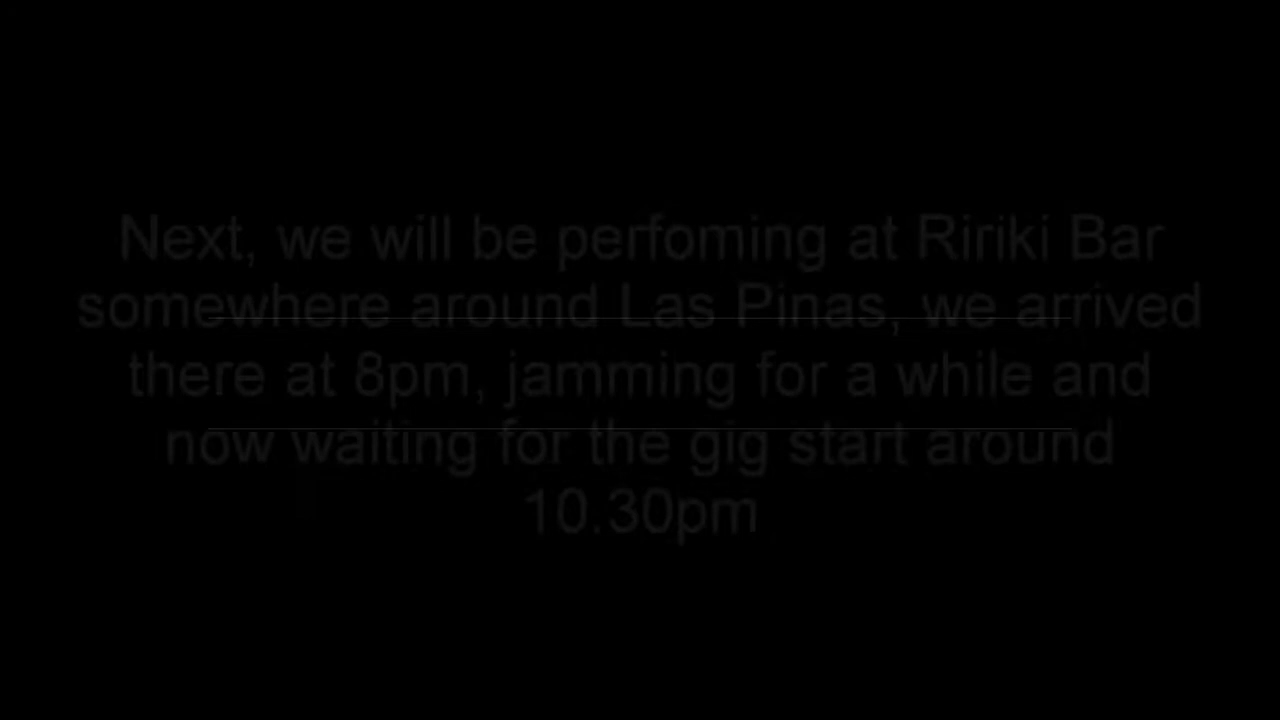 Next, we will be perfoming at Ririki Bar
somewhere around Las Pinas, we arrived
there at 8pm, jamming for a while and
now waiting for the gig start around
10.30pm